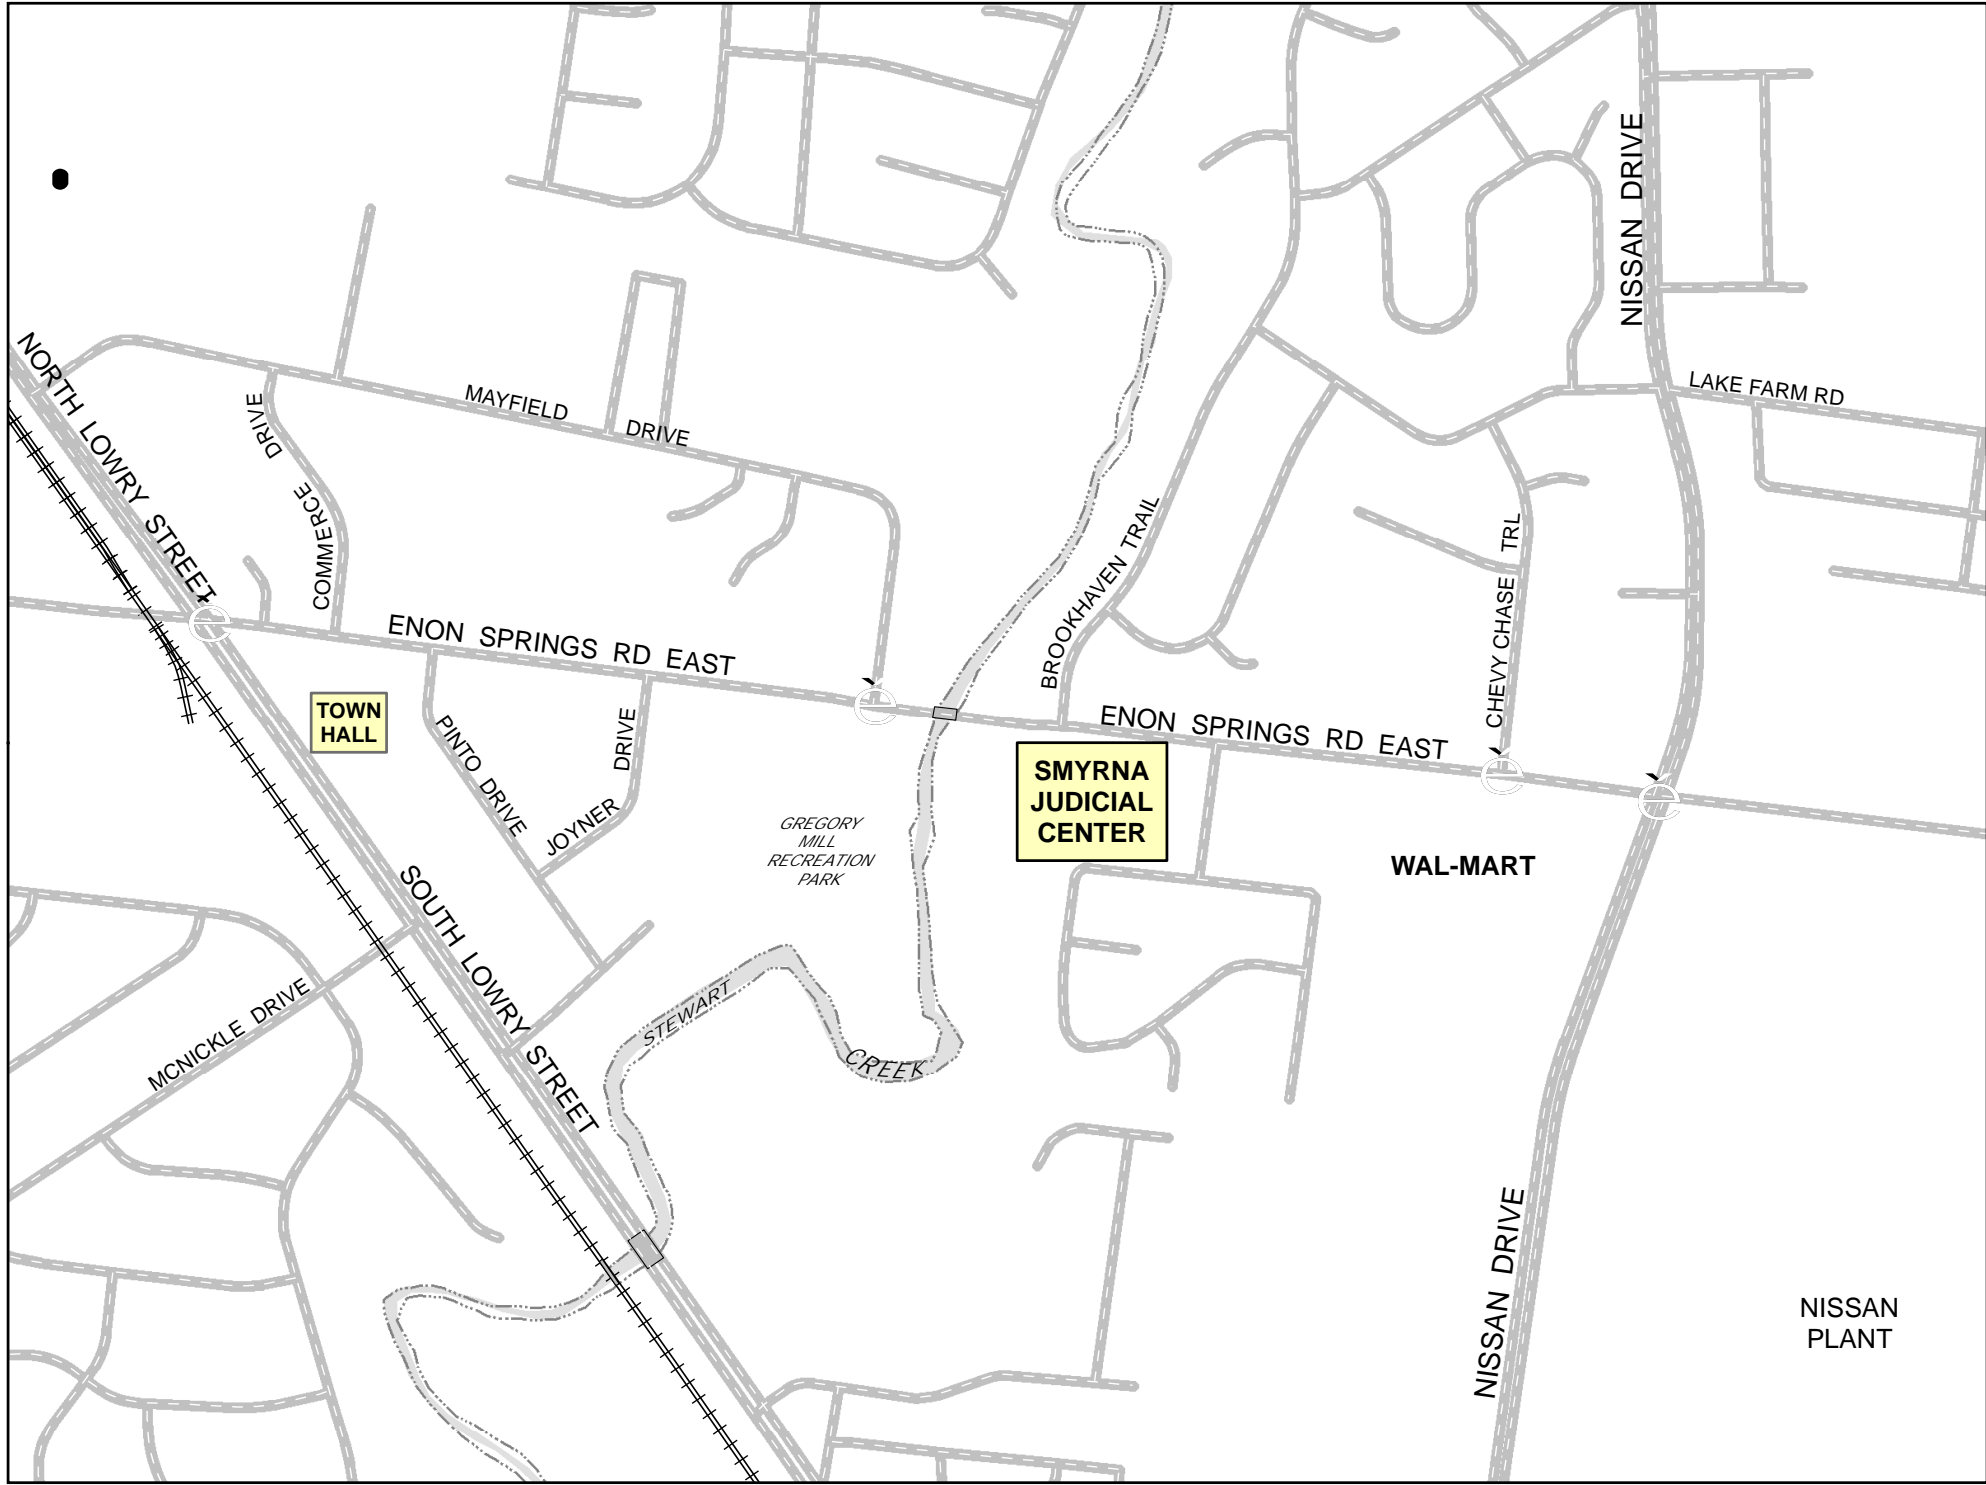 NISSAN DRIVE
LAKE FARM RD
NORTH LOWRY STREET
MAYFIELD DRIVE
COMMERCE DRIVE
BROOKHAVEN TRAIL
CHEVY CHASE TRL
ENON SPRINGS RD EAST
TOWN
HALL
PINTO DRIVE
JOYNER DRIVE
ENON SPRINGS RD EAST
SMYRNA
JUDICIAL
CENTER
GREGORY
MILL
RECREATION
PARK
WAL-MART
SOUTH LOWRY STREET
MCNICKLE DRIVE
STEWART CREEK
NISSAN DRIVE
NISSAN
PLANT
e
e
e
e